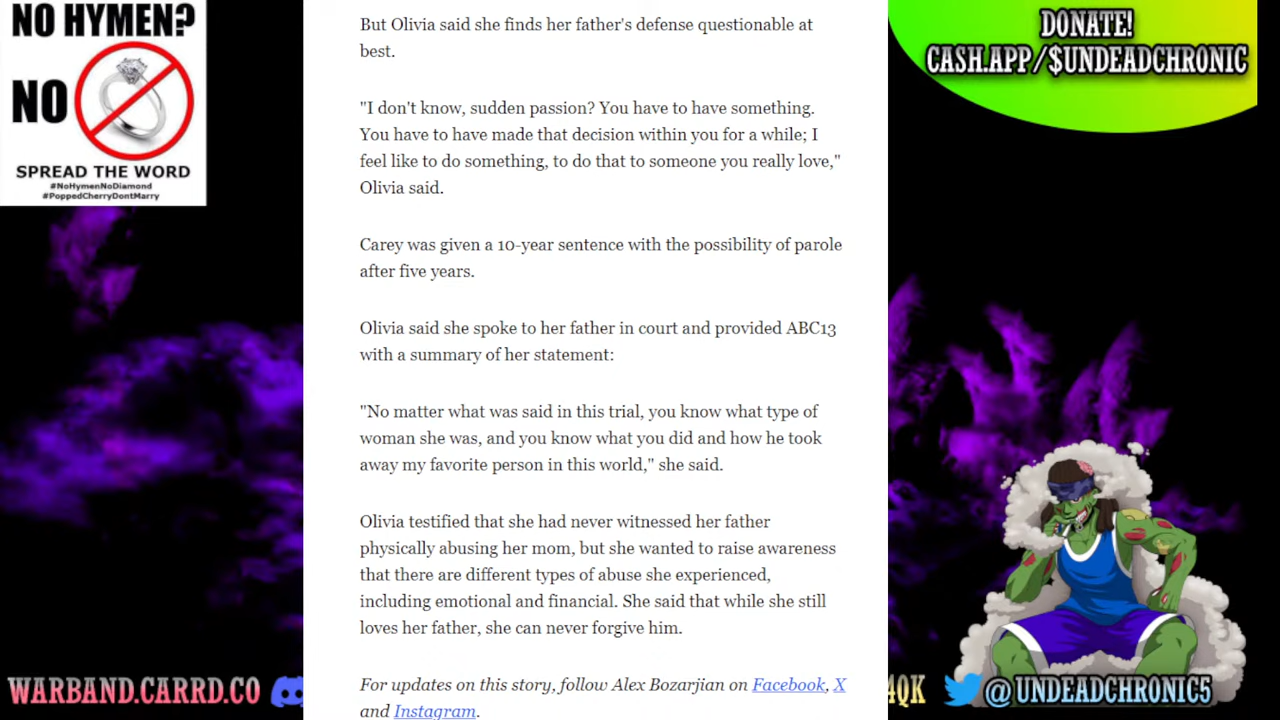 NO HYMEN?
NO
SPREAD THE WORD
#NoHymenNoDiamond
#PoppedCherryDontMarry
But Olivia said she finds her father's defense questionable at
best.
"I don't know, sudden passion? You have to have something.
You have to have made that decision within you for a while; I
feel like to do something, to do that to someone you really love,"
Olivia said.
Carey was given a 10-year sentence with the possibility of parole
after five years.
Olivia said she spoke to her father in court and provided ABC13
with a summary of her statement:
"No matter what was said in this trial, you know what type of
woman she was, and you know what you did and how he took
away my favorite person in this world," she said.
Olivia testified that she had never witnessed her father
physically abusing her mom, but she wanted to raise awareness
that there are different types of abuse she experienced,
including emotional and financial. She said that while she still
loves her father, she can never forgive him.
For updates on this story, follow Alex Bozarjian on Facebook, X
and Instagram.
DONATE!
CASH.APP/$UNDEADCHRONIC
WARBAND.CARRD.CO
4QK
@UNDEADCHRONIC5